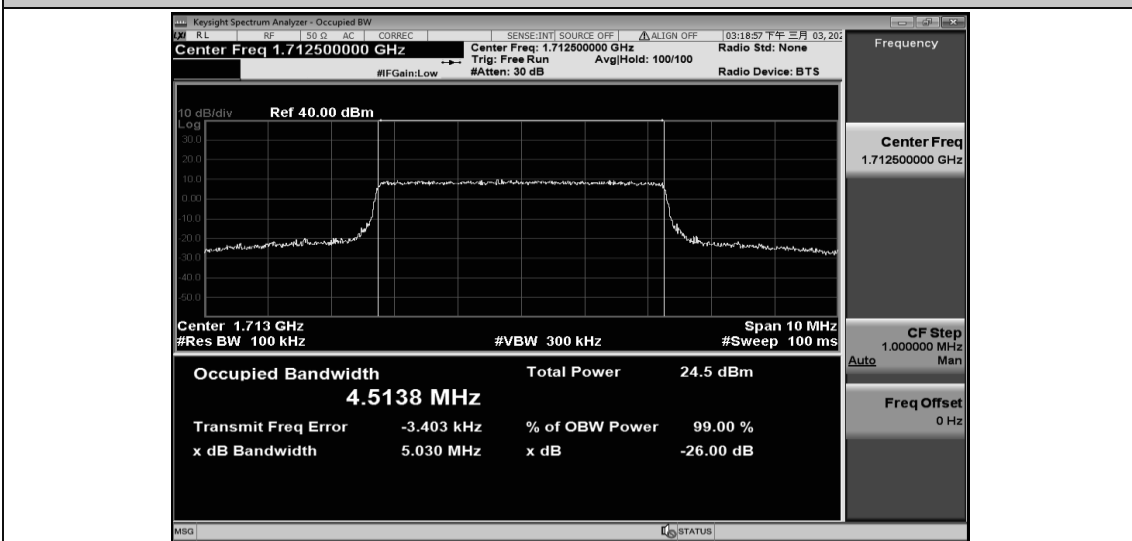 Keysight Spectrum Analyzer - Occupied BW
LXI RL RF 50 Ω AC CORREC SENSE:INT SOURCE OFF ⚠ALIGN OFF 03:18:57 下午 三月 03, 202
Center Freq 1.712500000 GHz Center Freq: 1.712500000 GHz Radio Std: None
Trig: Free Run Avg|Hold: 100/100
#IFGain:Low #Atten: 30 dB Radio Device: BTS
Frequency
10 dB/div Ref 40.00 dBm
Log
30.0
20.0
10.0
0.00
-10.0
-20.0
-30.0
-40.0
-50.0
Center 1.713 GHz Span 10 MHz
#Res BW 100 kHz #VBW 300 kHz #Sweep 100 ms
Center Freq
1.712500000 GHz
CF Step
1.000000 MHz
Auto Man
Freq Offset
0 Hz
Occupied Bandwidth Total Power 24.5 dBm
4.5138 MHz
Transmit Freq Error -3.403 kHz % of OBW Power 99.00 %
x dB Bandwidth 5.030 MHz x dB -26.00 dB
MSG STATUS